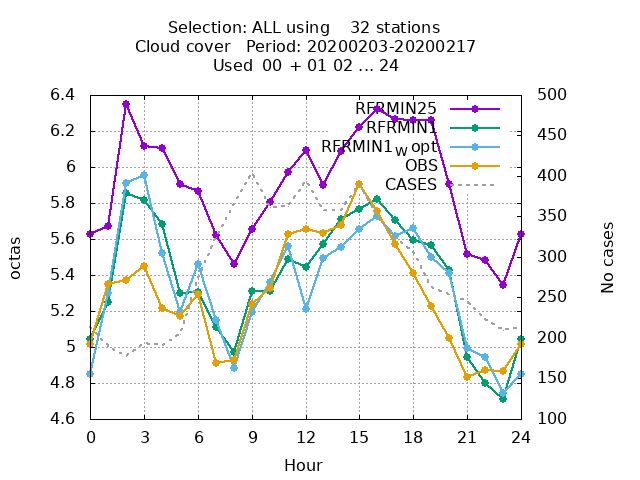 Selection: ALL using 32 stations
Cloud cover Period: 20200203-20200217
Used 00 + 01 02 ... 24
RFRMIN25
RFRMIN1
RFRMIN1w opt
OBS
CASES
6.4
6.2
6
5.8
5.6
5.4
5.2
5
4.8
4.6
octas
500
450
400
350
300
250
200
150
100
No cases
0 3 6 9 12 15 18 21 24
Hour